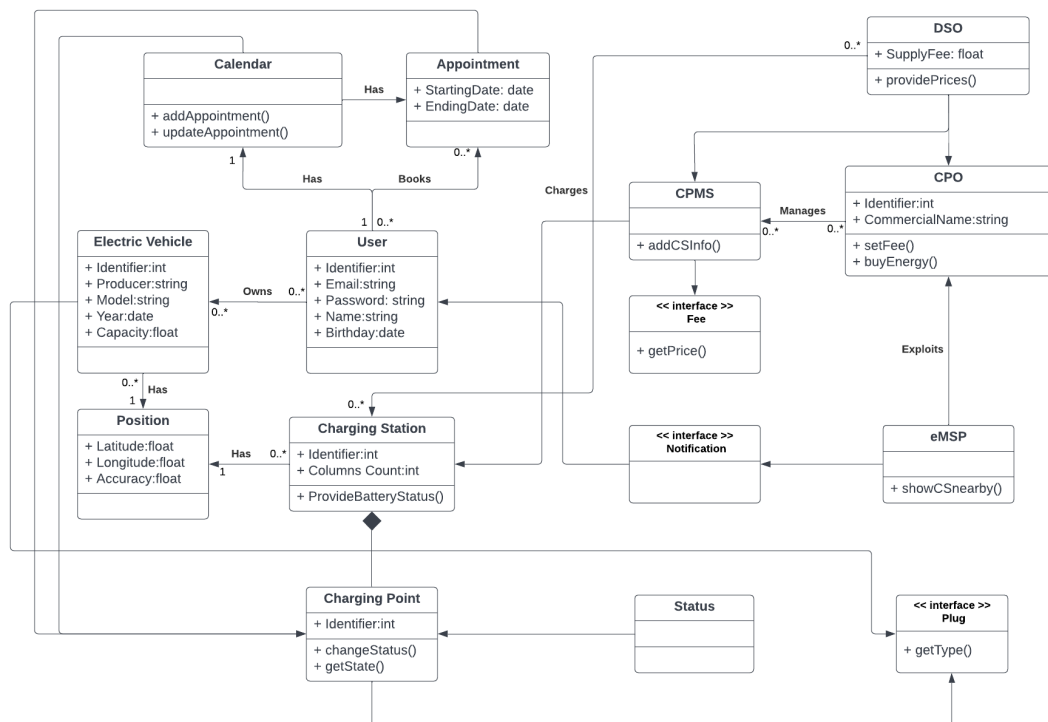 DSO
+ SupplyFee: float
+ providePrices()
0..*
Calendar
+ addAppointment()
+ updateAppointment()
Has
Appointment
+ StartingDate: date
+ EndingDate: date
1
0..*
Has
Books
1
0..*
Charges
CPMS
+ addCSInfo()
Manages
0..*
0..*
CPO
+ Identifier:int
+ CommercialName:string
+ setFee()
+ buyEnergy()
Electric Vehicle
+ Identifier:int
+ Producer:string
+ Model:string
+ Year:date
+ Capacity:float
Owns
0..*
0..*
User
+ Identifier:int
+ Email:string
+ Password: string
+ Name:string
+ Birthday:date
<< interface >>
Fee
+ getPrice()
Exploits
0..*
Has
1
0..*
Position
+ Latitude:float
+ Longitude:float
+ Accuracy:float
Has
0..*
1
Charging Station
+ Identifier:int
+ Columns Count:int
+ ProvideBatteryStatus()
<< interface >>
Notification
eMSP
+ showCSnearby()
Charging Point
+ Identifier:int
+ changeStatus()
+ getState()
Status
<< interface >>
Plug
+ getType()